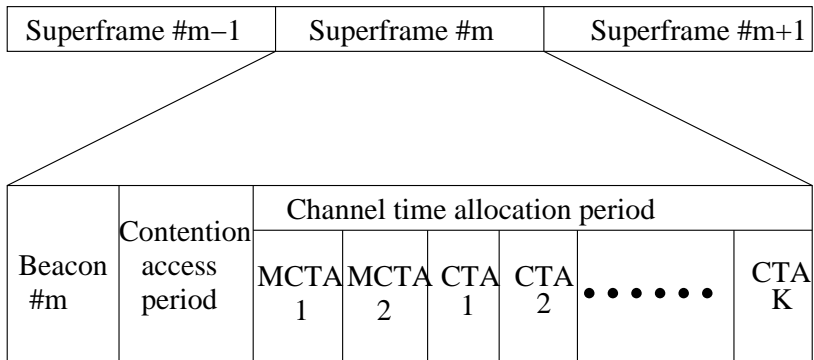 Superframe #m−1 Superframe #m Superframe #m+1
Channel time allocation period
Beacon
#m
Contention
access
period
MCTA
1
MCTA
2
CTA
1
CTA
2
CTA
K